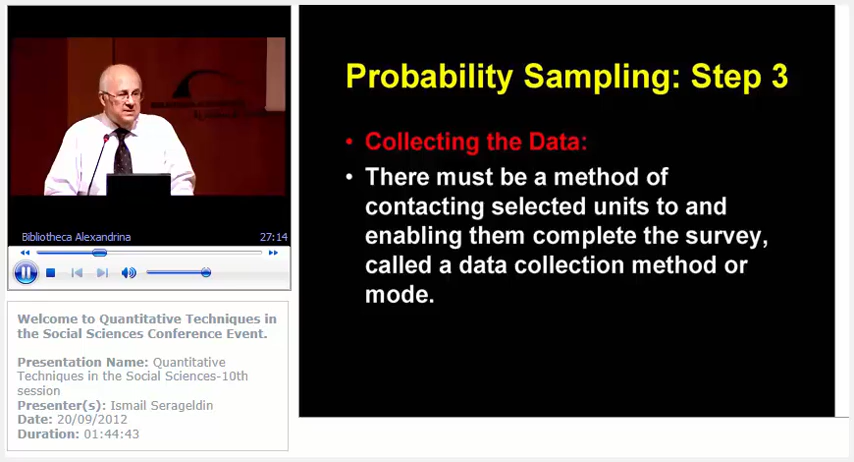 Bibliotheca Alexandrina 27:14
Welcome to Quantitative Techniques in
the Social Sciences Conference Event.
Presentation Name: Quantitative
Techniques in the Social Sciences-10th
session
Presenter(s): Ismail Serageldin
Date: 20/09/2012
Duration: 01:44:43
Probability Sampling: Step 3
• Collecting the Data:
• There must be a method of
contacting selected units to and
enabling them complete the survey,
called a data collection method or
mode.